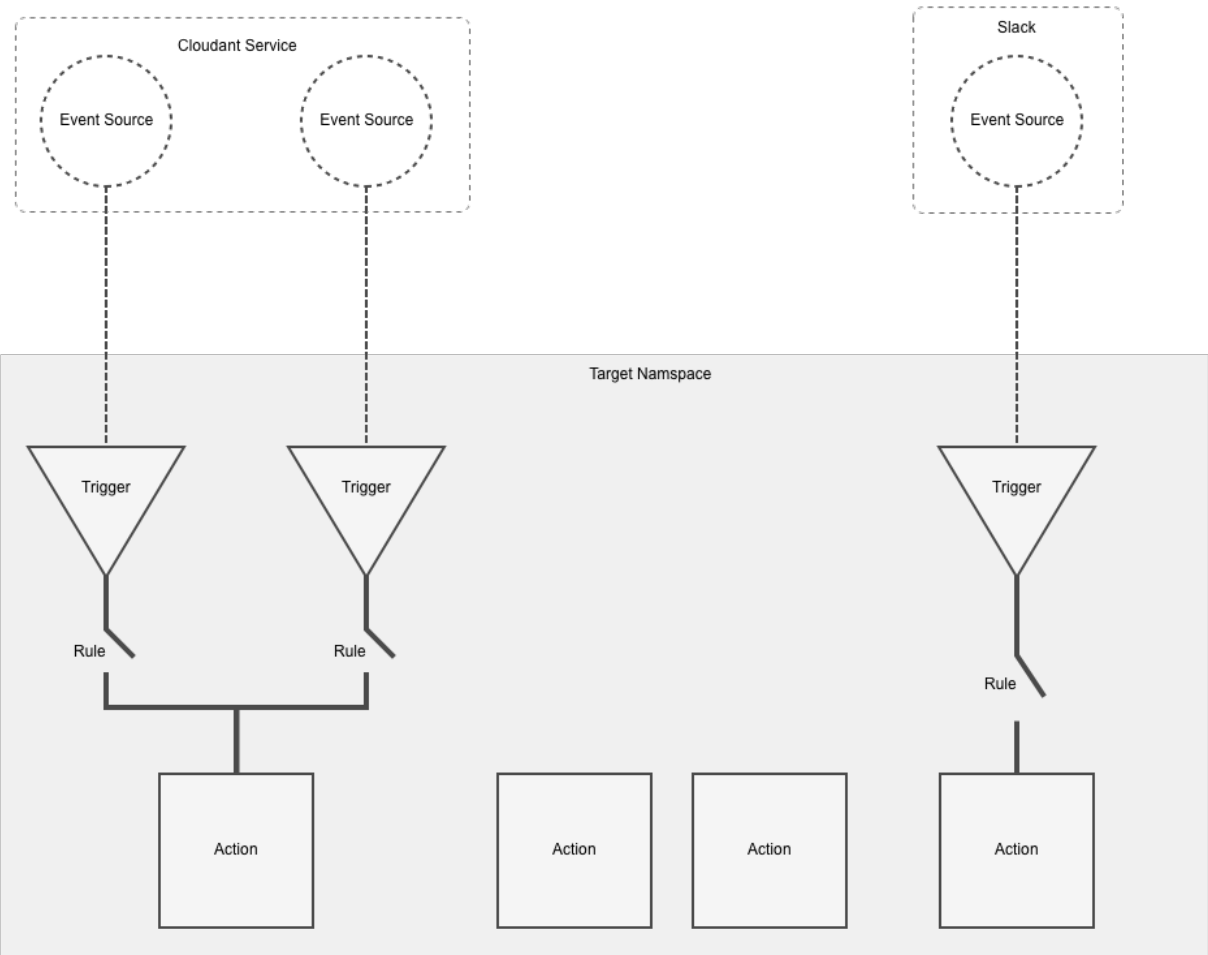 Cloudant Service
Slack
Event Source
Event Source
Event Source
Target Namspace
Trigger
Trigger
Trigger
Rule
Rule
Rule
Action
Action
Action
Action